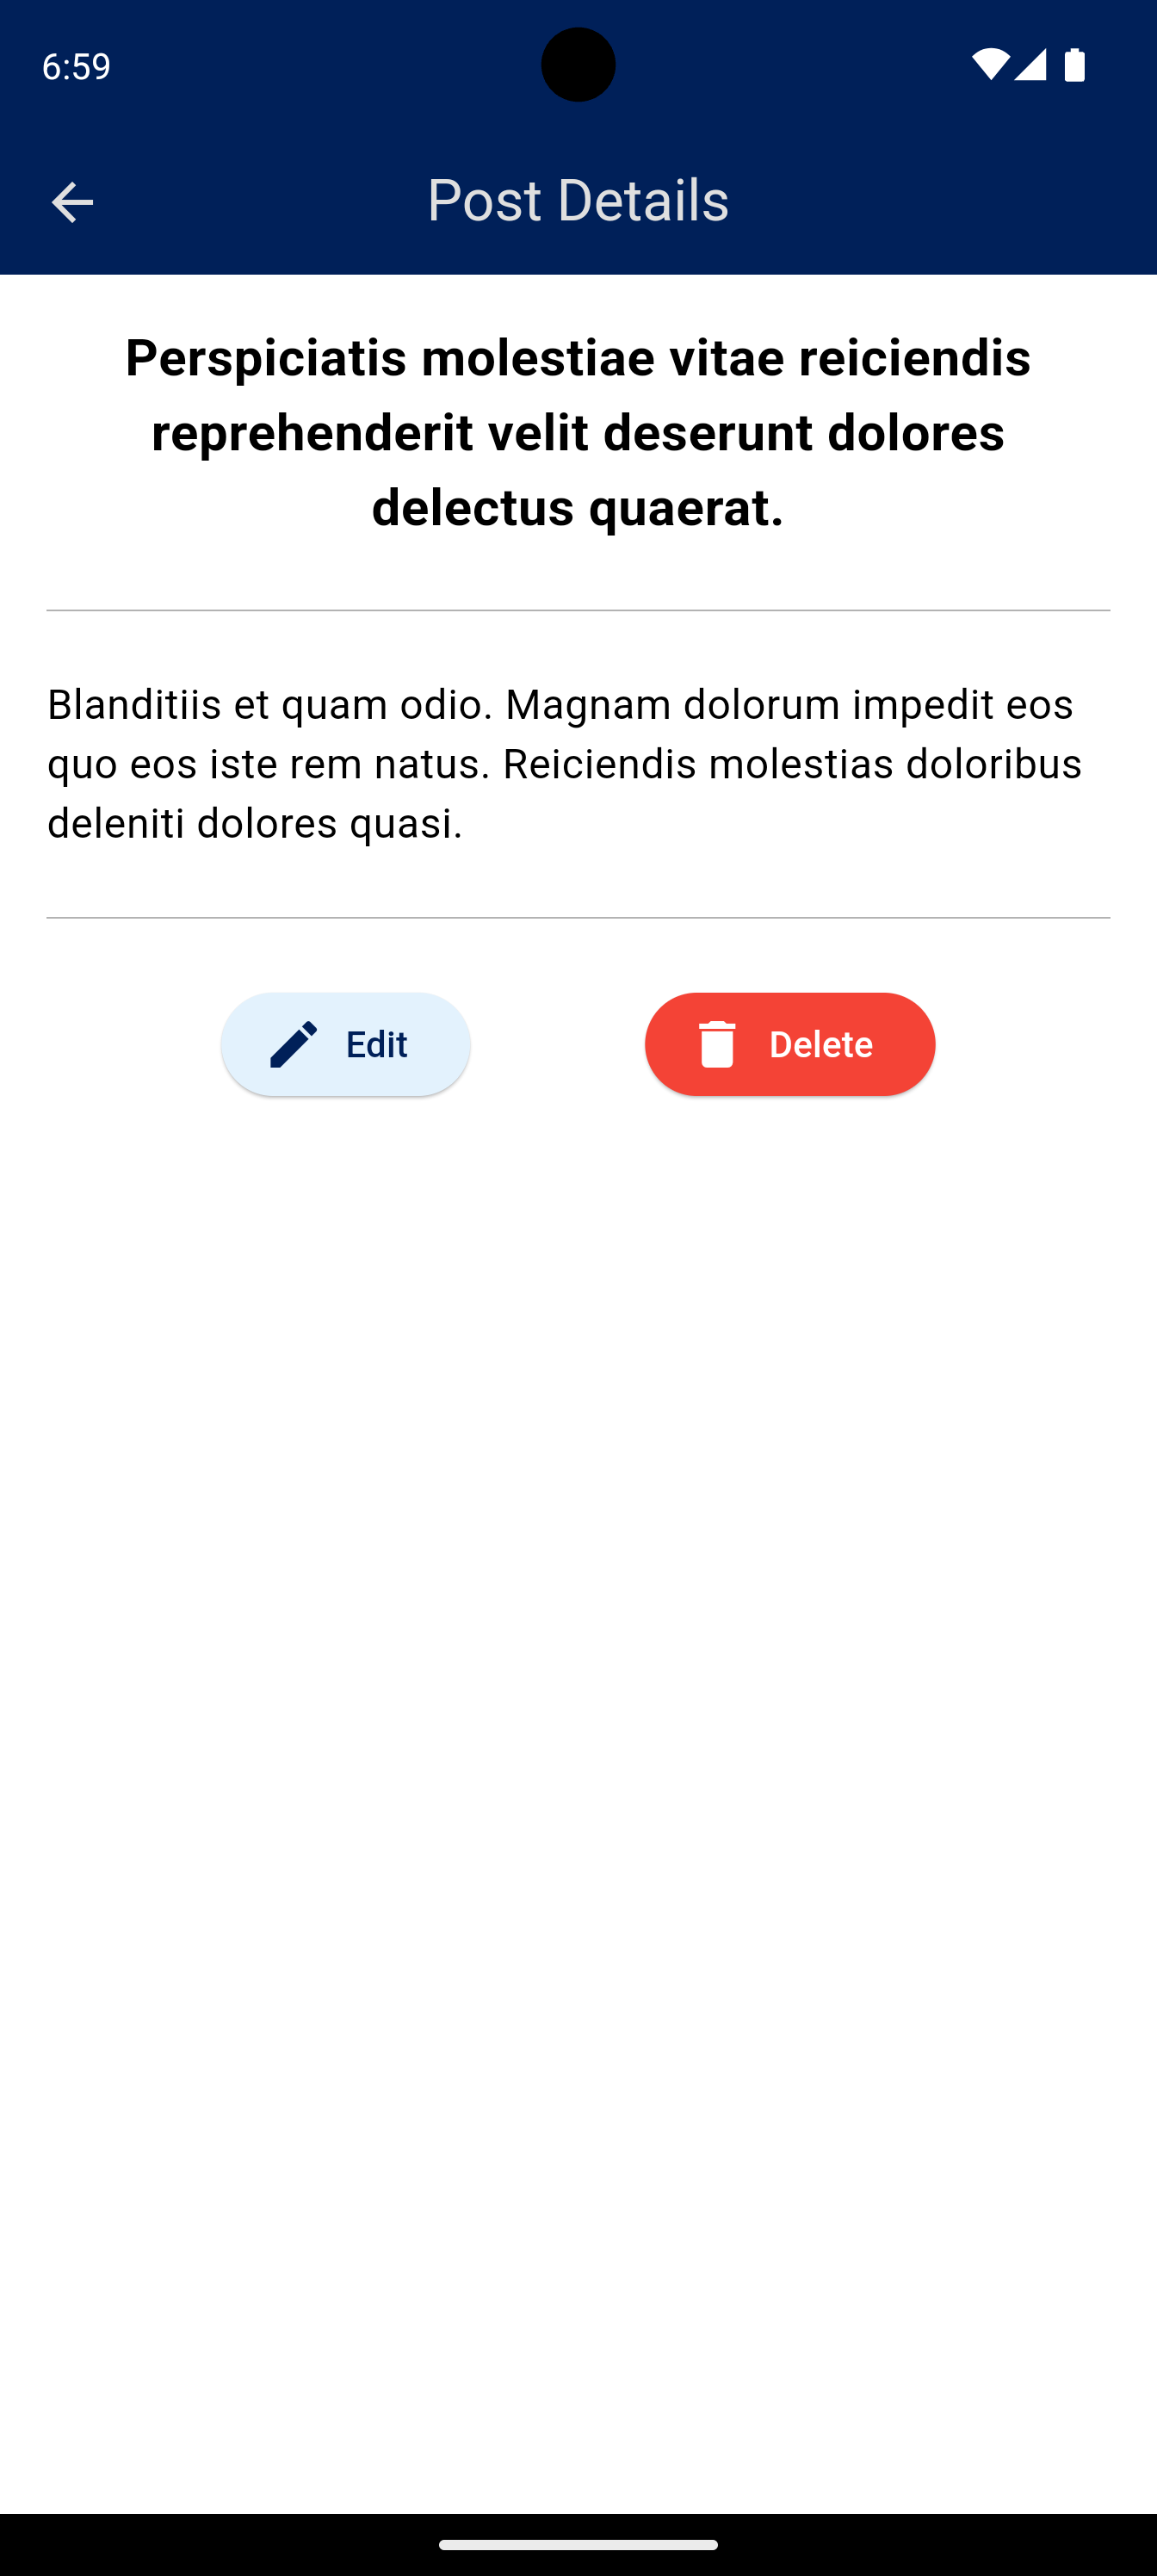 6:59
Post Details
Perspiciatis molestiae vitae reiciendis
reprehenderit velit deserunt dolores
delectus quaerat.
Blanditiis et quam odio. Magnam dolorum impedit eos
quo eos iste rem natus. Reiciendis molestias doloribus
deleniti dolores quasi.
Edit
Delete